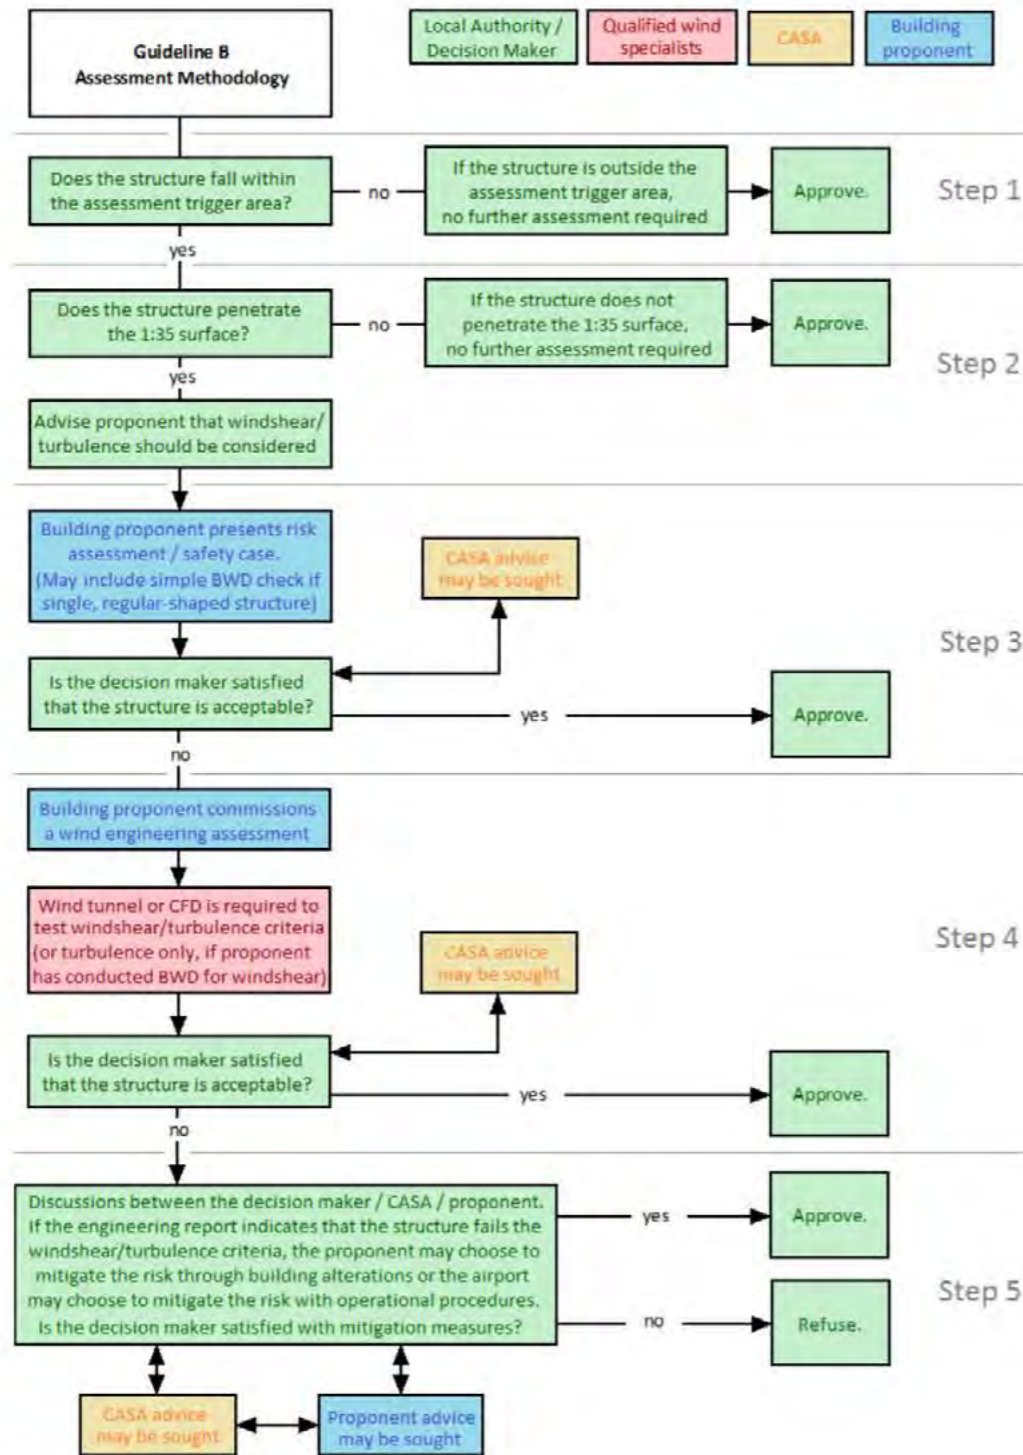 Guideline B
Assessment Methodology
Local Authority /
Decision Maker
Qualified wind
specialists
CASA
Building
proponent
Does the structure fall within
the assessment trigger area?
no
If the structure is outside the
assessment trigger area,
no further assessment required
Approve.
Step 1
yes
Does the structure penetrate
the 1:35 surface?
no
If the structure does not
penetrate the 1:35 surface,
no further assessment required
Approve.
Step 2
yes
Advise proponent that windshear/
turbulence should be considered
Building proponent presents risk
assessment / safety case.
(May include simple BWD check if
single, regular-shaped structure)
CASA advice
may be sought
Step 3
Is the decision maker satisfied
that the structure is acceptable?
yes
Approve.
no
Building proponent commissions
a wind engineering assessment
Wind tunnel or CFD is required to
test windshear/turbulence criteria
(or turbulence only, if proponent
has conducted BWD for windshear)
CASA advice
may be sought
Step 4
Is the decision maker satisfied
that the structure is acceptable?
yes
Approve.
no
Discussions between the decision maker / CASA / proponent.
If the engineering report indicates that the structure fails the
windshear/turbulence criteria, the proponent may choose to
mitigate the risk through building alterations or the airport
may choose to mitigate the risk with operational procedures.
Is the decision maker satisfied with mitigation measures?
yes
Approve.
Step 5
no
Refuse.
CASA advice
may be sought
Proponent advice
may be sought